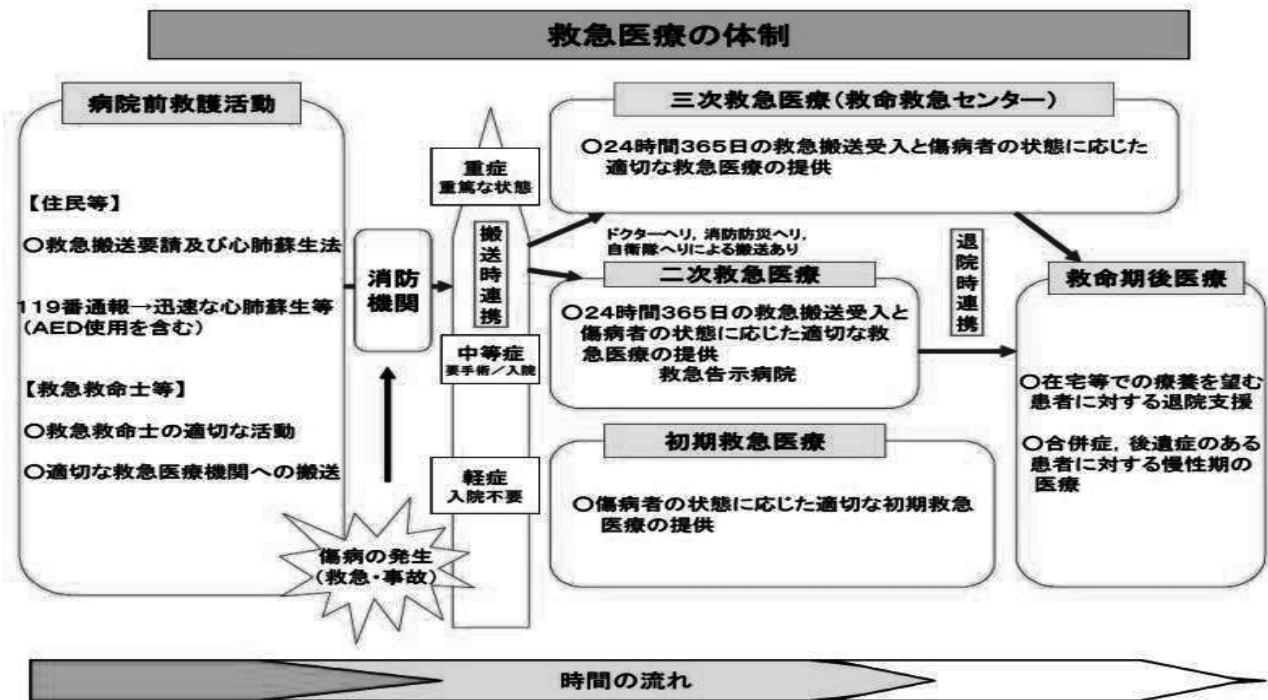 救急医療の体制
病院前救護活動
【住民等】
○救急搬送要請及び心肺蘇生法
119番通報→迅速な心肺蘇生等
(AED使用を含む)
【救急救命士等】
○救急救命士の適切な活動
○適切な救急医療機関への搬送
傷病の発生
(救急・事故)
消防
機関
重症
重篤な状態
搬送時連携
中等症
要手術/入院
軽症
入院不要
三次救急医療(救命救急センター)
○24時間365日の救急搬送受入と傷病者の状態に応じた
適切な救急医療の提供
ドクターヘリ,消防防災ヘリ,
自衛隊へりによる搬送あり
二次救急医療
○24時間365日の救急搬送受入と
傷病者の状態に応じた適切な救
急医療の提供
救急告示病院
初期救急医療
○傷病者の状態に応じた適切な初期救急
医療の提供
退院時連携
救命期後医療
○在宅等での療養を望む
患者に対する退院支援
○合併症,後遺症のある
患者に対する慢性期の
医療
時間の流れ